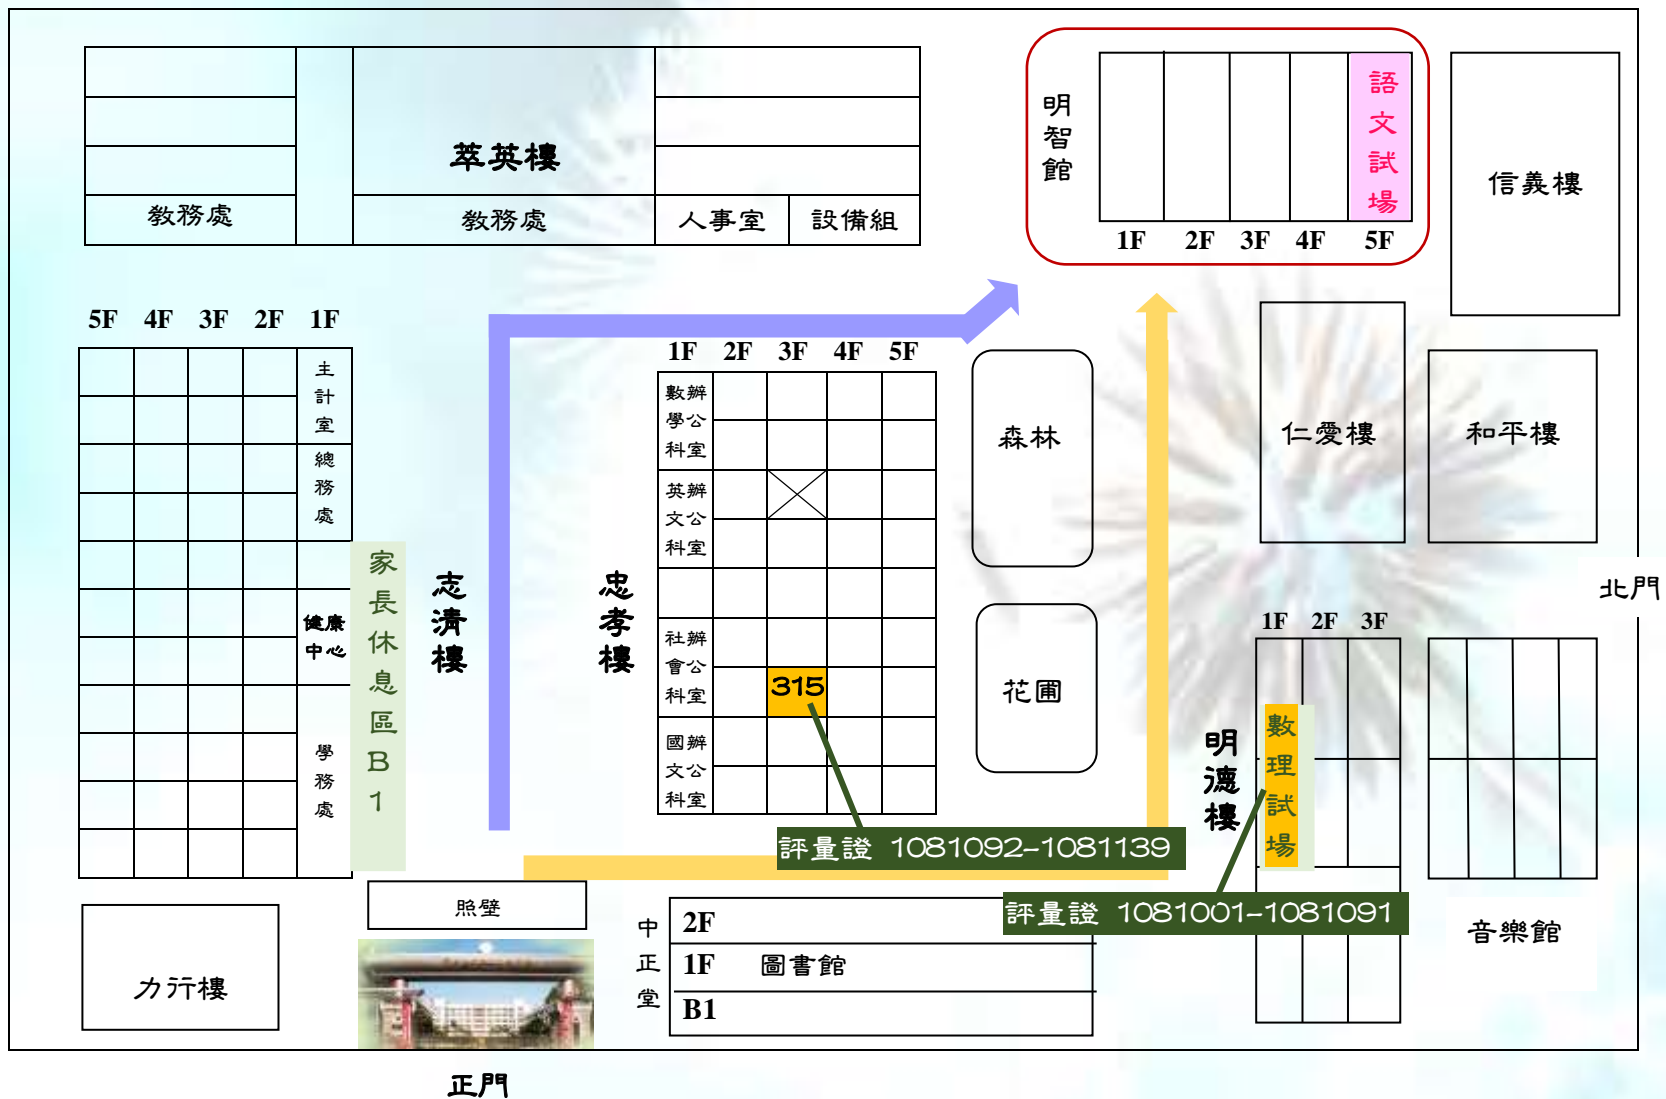 萃英樓
教務處
教務處
人事室
設備組
明智館
語文試場
1F 2F 3F 4F 5F
信義樓
5F 4F 3F 2F 1F
主計室
總務處
健康中心
學務處
家長休息區B1
志清樓
忠孝樓
1F 2F 3F 4F 5F
數學科辦公室
英文科辦公室
社會科辦公室
國文科辦公室
315
評量證 1081092-1081139
森林
花圃
仁愛樓
和平樓
北門
明德樓
1F 2F 3F
數理試場
評量證 1081001-1081091
音樂館
照壁
力行樓
中正堂
2F
1F 圖書館
B1
正門